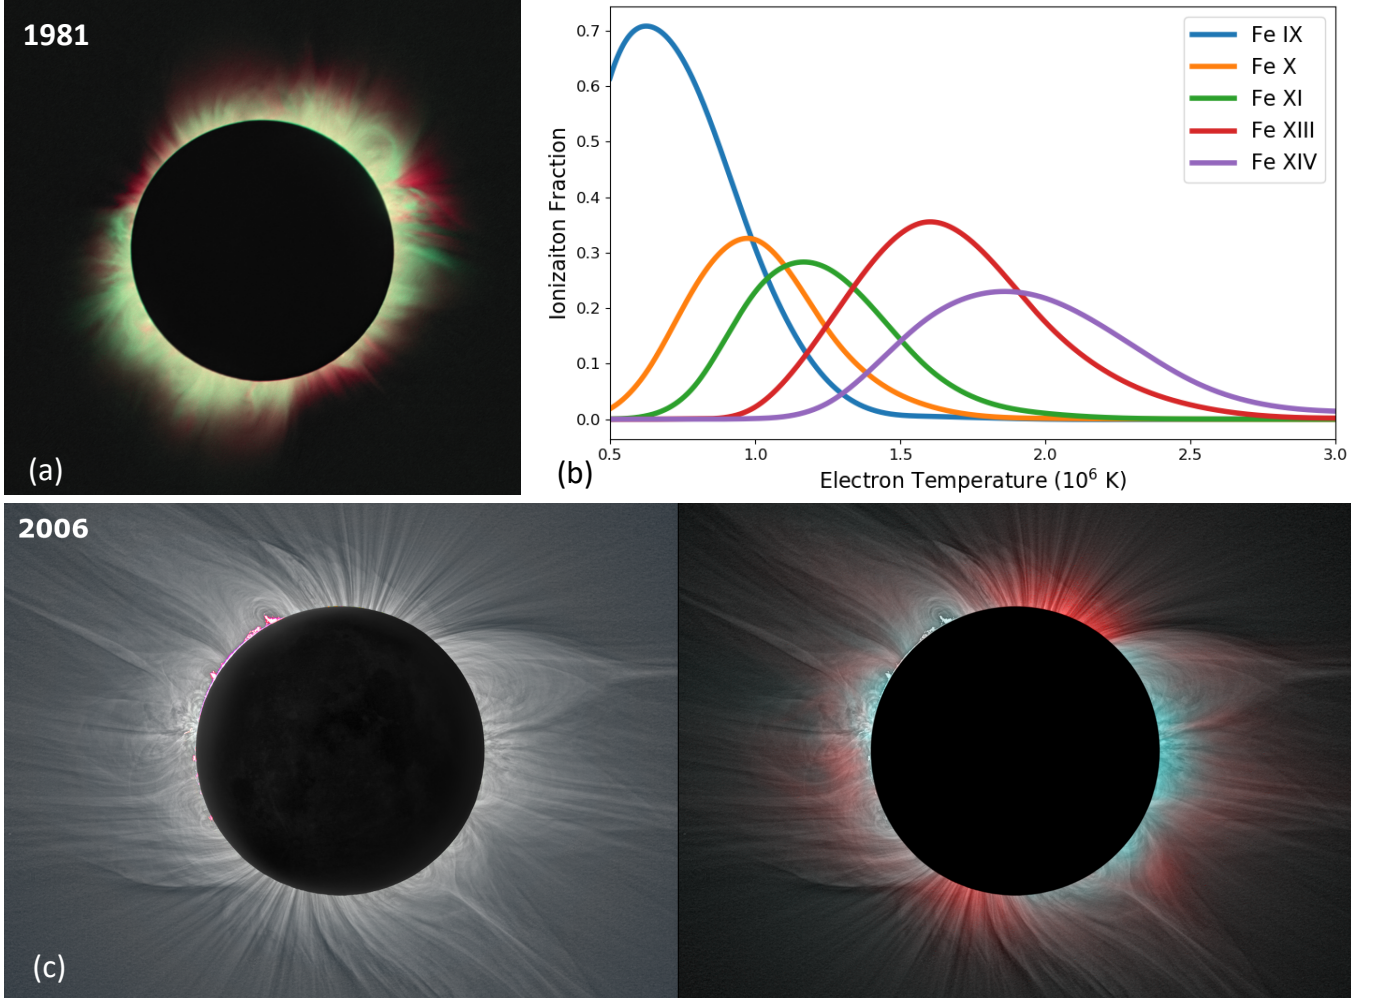 1981
(a)
0.7
0.6
0.5
0.4
0.3
0.2
0.1
0.0
Ionizaiton Fraction
Fe IX
Fe X
Fe XI
Fe XIII
Fe XIV
0.5 1.0 1.5 2.0 2.5 3.0
Electron Temperature (10⁶ K)
(b)
2006
(c)